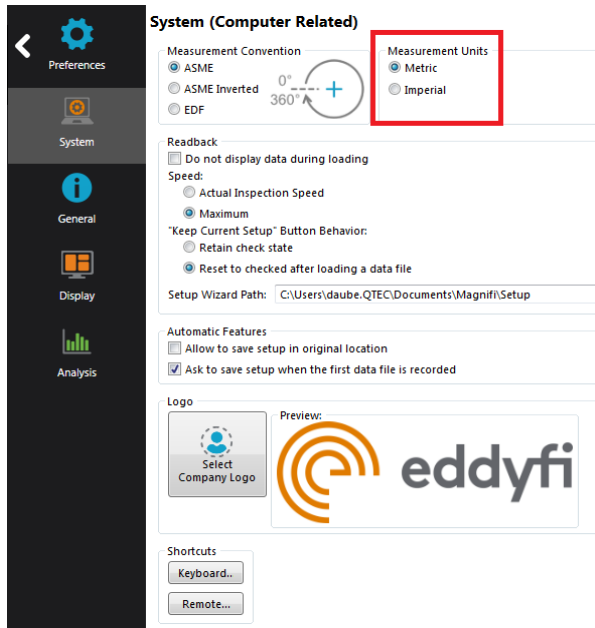 System (Computer Related)
Preferences
System
General
Display
Analysis
Measurement Convention
ASME
ASME Inverted
EDF
0°
360°
Measurement Units
Metric
Imperial
Readback
Do not display data during loading
Speed:
Actual Inspection Speed
Maximum
"Keep Current Setup" Button Behavior:
Retain check state
Reset to checked after loading a data file
Setup Wizard Path: C:\Users\daube.QTEC\Documents\Magnifi\Setup
Automatic Features
Allow to save setup in original location
Ask to save setup when the first data file is recorded
Logo
Select
Company Logo
Preview:
eddyfi
Shortcuts
Keyboard..
Remote...